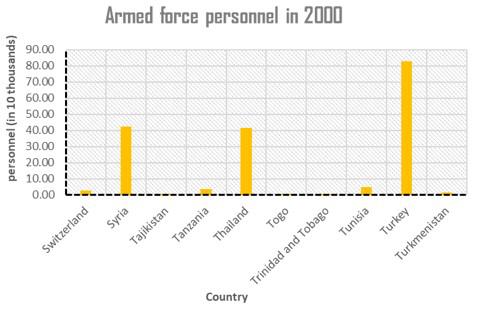 Armed force personnel in 2000
personnel (in 10 thousands)
90.00
80.00
70.00
60.00
50.00
40.00
30.00
20.00
10.00
0.00
Switzerland
Syria
Tajikistan
Tanzania
Thailand
Togo
Trinidad and Tobago
Tunisia
Turkey
Turkmenistan
Country